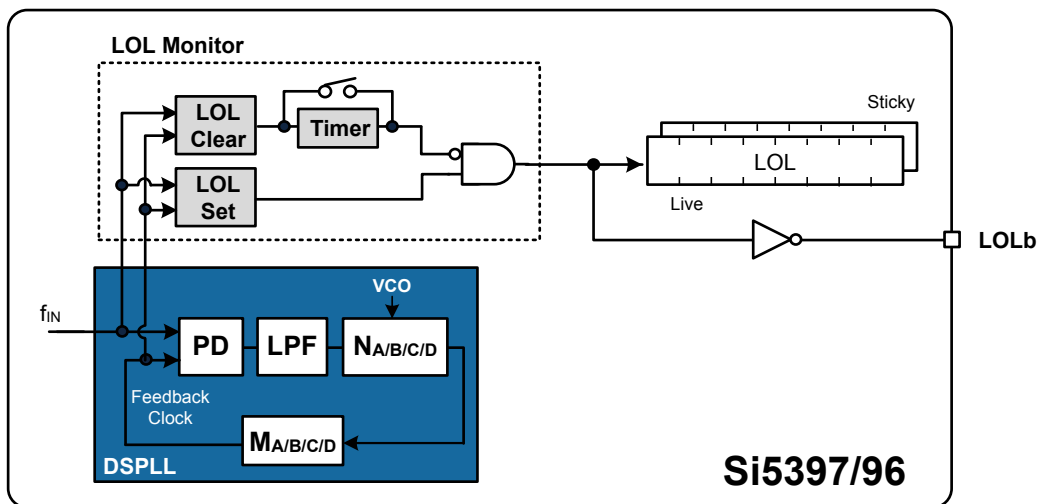 LOL Monitor
LOL
Clear
Timer
LOL
Set
Sticky
LOL
Live
LOLb
fIN
VCO
PD
LPF
NA/B/C/D
Feedback
Clock
MA/B/C/D
DSPLL
Si5397/96